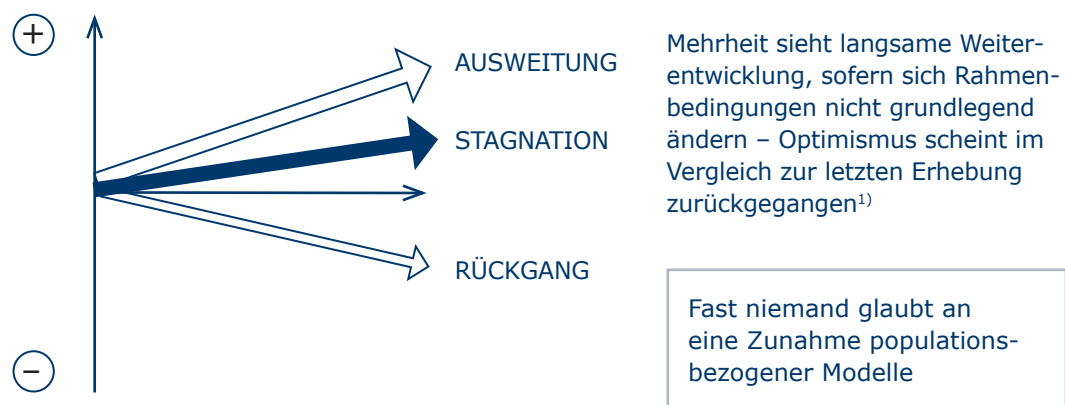 +
AUSWEITUNG
STAGNATION
RÜCKGANG
–
Mehrheit sieht langsame Weiter-
entwicklung, sofern sich Rahmen-
bedingungen nicht grundlegend
ändern – Optimismus scheint im
Vergleich zur letzten Erhebung
zurückgegangen1)
Fast niemand glaubt an
eine Zunahme populations-
bezogener Modelle